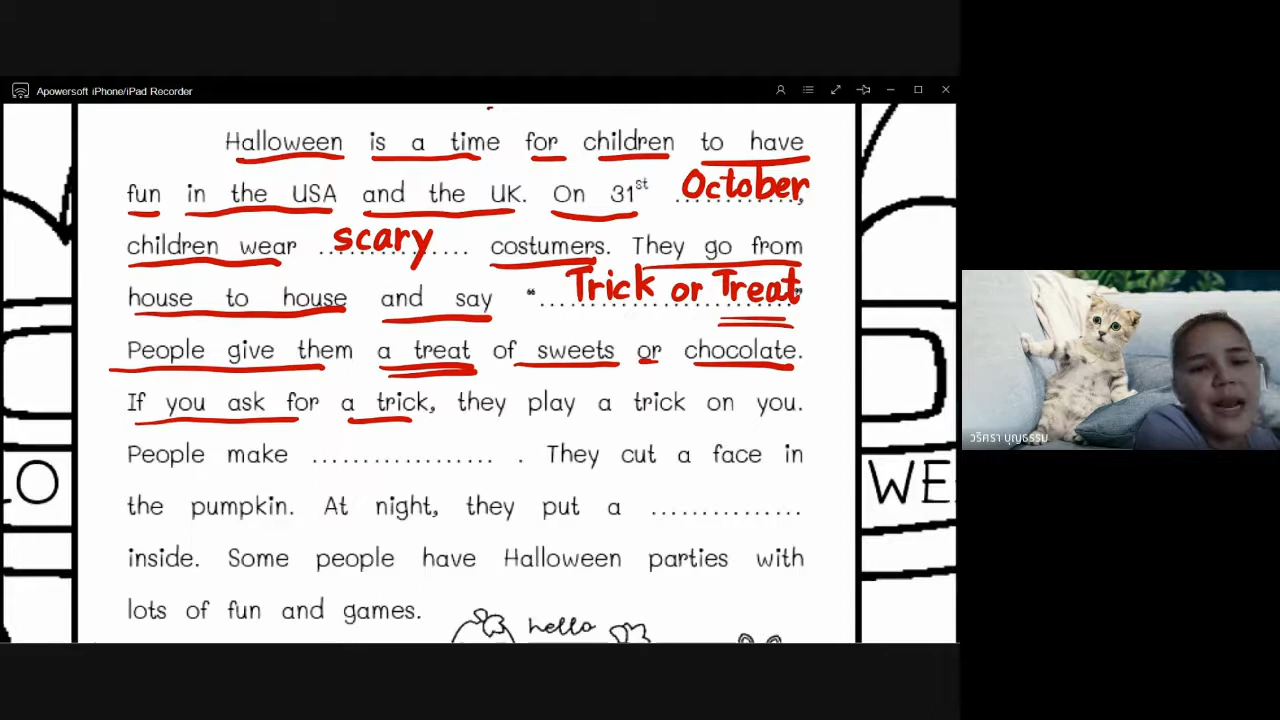 Apowersoft iPhone/iPad Recorder
Halloween is a time for children to have
fun in the USA and the UK. On 31st October,
children wear scary costumers. They go from
house to house and say “Trick or Treat”
People give them a treat of sweets or chocolate.
If you ask for a trick, they play a trick on you.
People make .................. . They cut a face in
the pumpkin. At night, they put a ...............
inside. Some people have Halloween parties with
lots of fun and games.
hello
LO
WE
วริศรา บุญธรรม